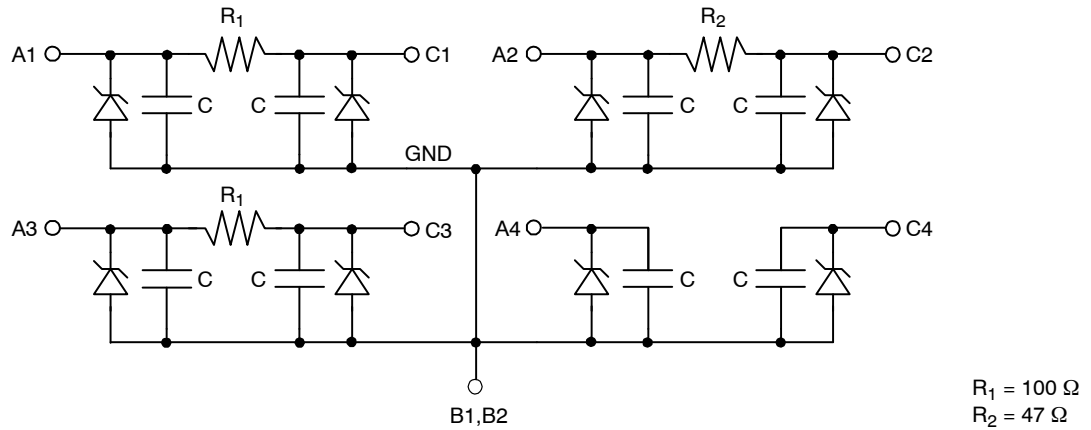 R1 R2
A1 C1 A2 C2
C C C C
GND
R1
A3 C3 A4 C4
C C C C
B1,B2
R1 = 100 Ω
R2 = 47 Ω